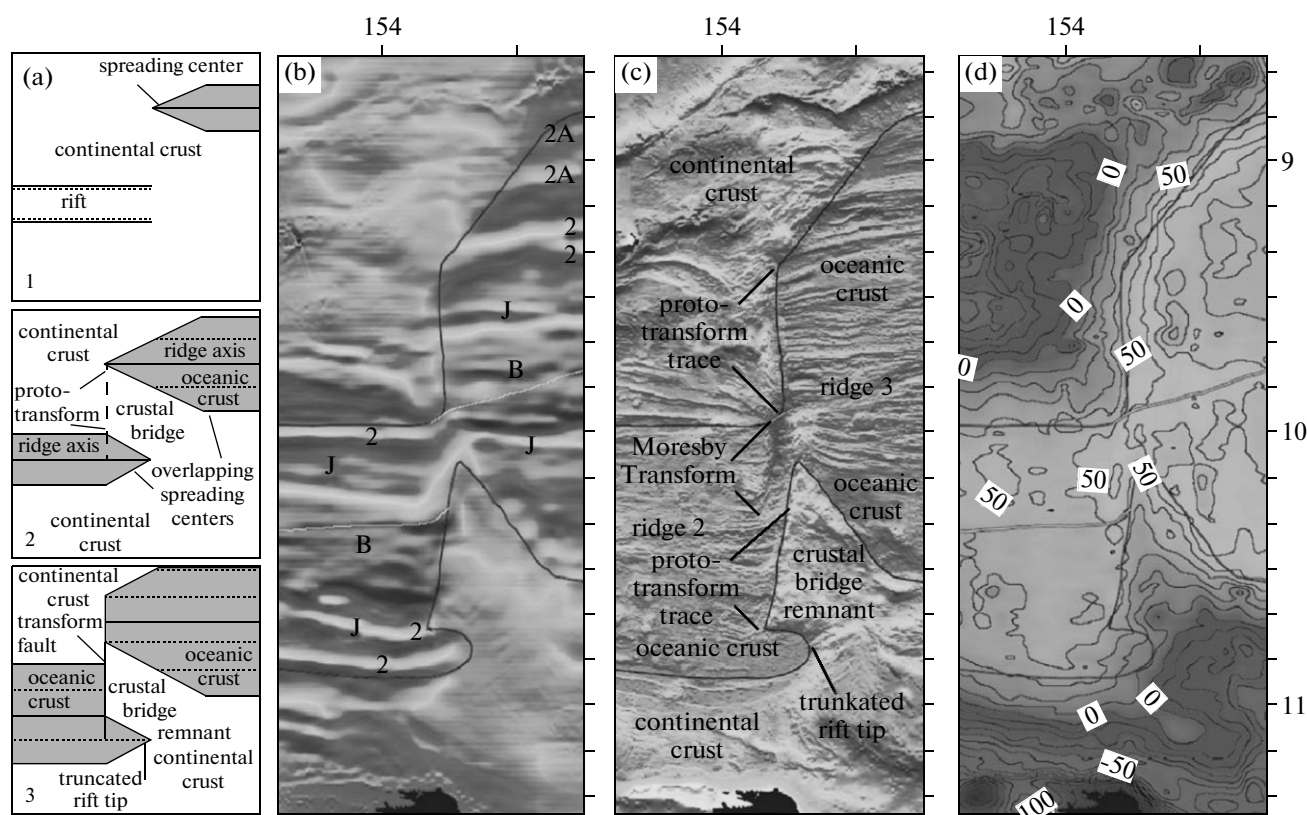 154
154
154
(a)
spreading center
continental crust
rift
1
continental
crust
ridge axis
oceanic
crust
proto-
transform
crustal
bridge
ridge axis
overlapping
spreading
centers
continental
crust
2
continental
crust
transform
fault
oceanic
crust
oceanic
crust
crustal
bridge
remnant
continental
crust
truncated
rift tip
3
(b)
2A
2A
2
2
J
B
2
J
J
B
J
2
2
(c)
continental
crust
oceanic
crust
proto-
transform
trace
ridge 3
Moresby
Transform
oceanic
crust
ridge 2
proto-
transform
trace
crustal
bridge
remnant
oceanic crust
trunkated
rift tip
continental
crust
(d)
0
50
0
50
0
50
50
50
0
0
-50
100
9
10
11